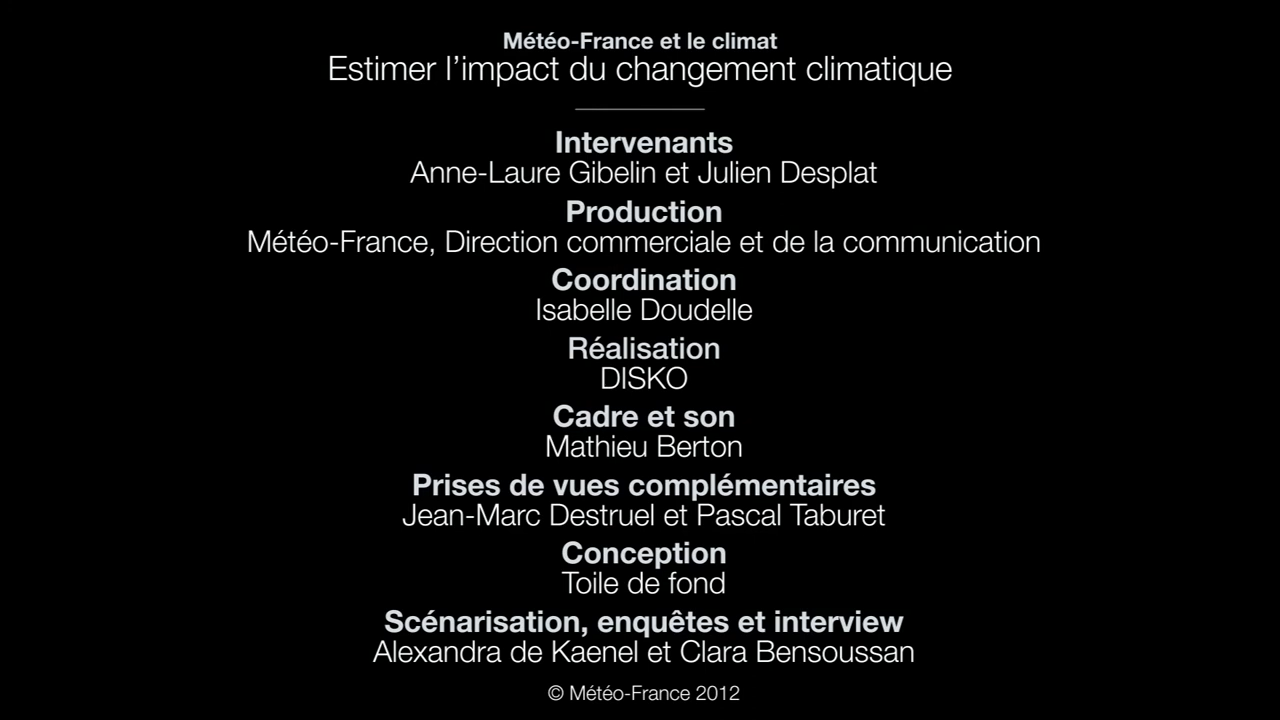 Météo-France et le climat
Estimer l’impact du changement climatique
Intervenants
Anne-Laure Gibelin et Julien Desplat
Production
Météo-France, Direction commerciale et de la communication
Coordination
Isabelle Doudelle
Réalisation
DISKO
Cadre et son
Mathieu Berton
Prises de vues complémentaires
Jean-Marc Destruel et Pascal Taburet
Conception
Toile de fond
Scénarisation, enquêtes et interview
Alexandra de Kaenel et Clara Bensoussan
© Météo-France 2012